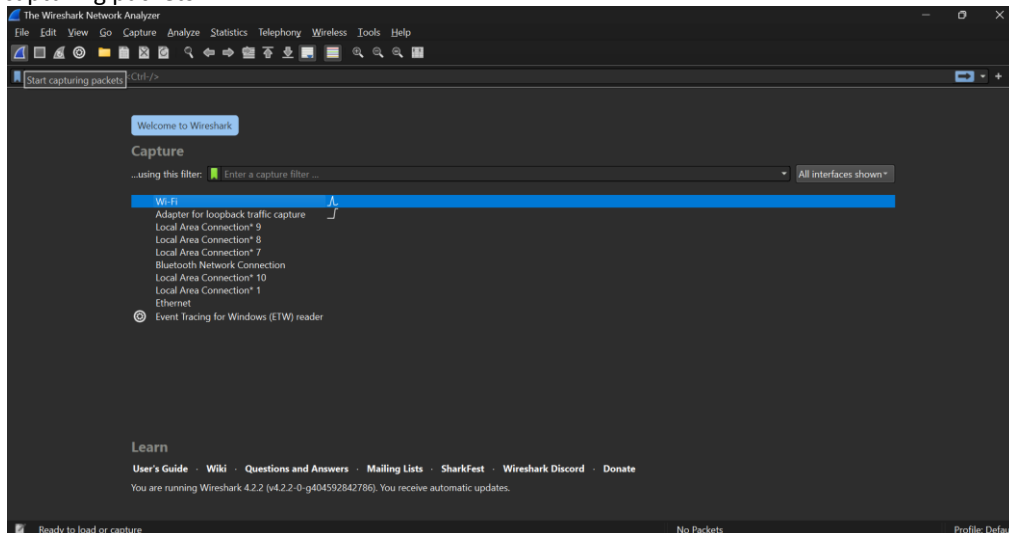 The Wireshark Network Analyzer
File Edit View Go Capture Analyze Statistics Telephony Wireless Tools Help
Start capturing packets <Ctrl-/>
Welcome to Wireshark
Capture
...using this filter: Enter a capture filter ... All interfaces shown
Wi-Fi
Adapter for loopback traffic capture
Local Area Connection* 9
Local Area Connection* 8
Local Area Connection* 7
Bluetooth Network Connection
Local Area Connection* 10
Local Area Connection* 1
Ethernet
Event Tracing for Windows (ETW) reader
Learn
User's Guide · Wiki · Questions and Answers · Mailing Lists · SharkFest · Wireshark Discord · Donate
You are running Wireshark 4.2.2 (v4.2.2-0-g404592842786). You receive automatic updates.
Ready to load or capture No Packets Profile: Defau